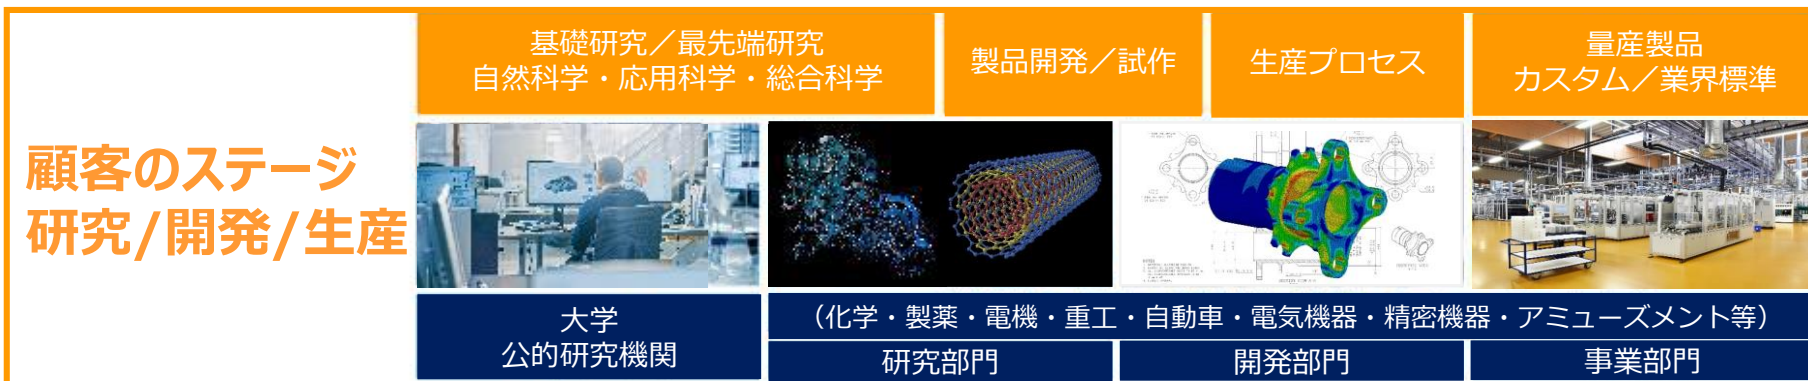 顧客のステージ
研究/開発/生産
基礎研究／最先端研究
自然科学・応用科学・総合科学
製品開発／試作
生産プロセス
量産製品
カスタム／業界標準
大学
公的研究機関
（化学・製薬・電機・重工・自動車・電気機器・精密機器・アミューズメント等）
研究部門
開発部門
事業部門